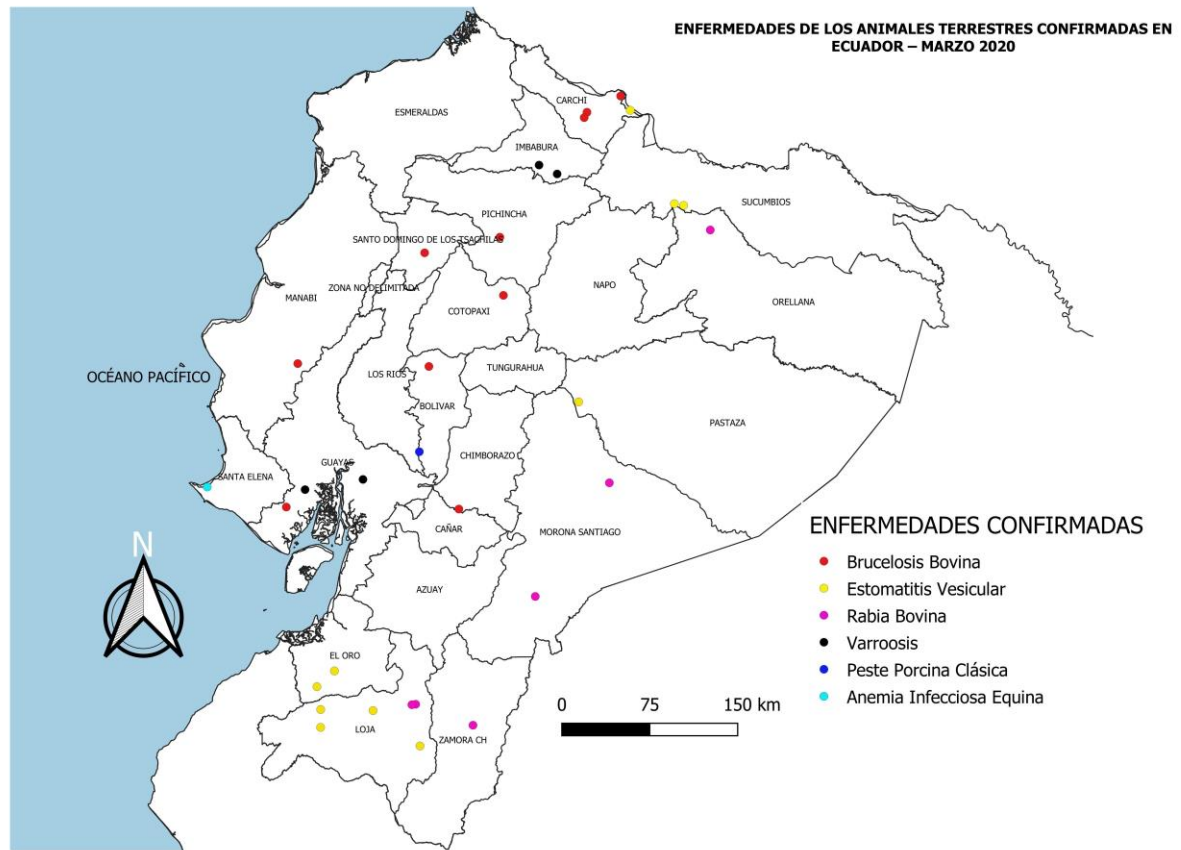 ENFERMEDADES DE LOS ANIMALES TERRESTRES CONFIRMADAS EN
ECUADOR – MARZO 2020
CARCHI
ESMERALDAS
IMBABURA
SUCUMBIOS
PICHINCHA
SANTO DOMINGO DE LOS TSACHILAS
NAPO
ZONA NO DELIMITADA
MANABI
ORELLANA
COTOPAXI
TUNGURAHUA
LOS RIOS
OCÉANO PACÍFICO
BOLIVAR
PASTAZA
CHIMBORAZO
GUAYAS
SANTA ELENA
CAÑAR
MORONA SANTIAGO
AZUAY
EL ORO
LOJA
ZAMORA CH
N
0 75 150 km
ENFERMEDADES CONFIRMADAS
Brucelosis Bovina
Estomatitis Vesicular
Rabia Bovina
Varroosis
Peste Porcina Clásica
Anemia Infecciosa Equina